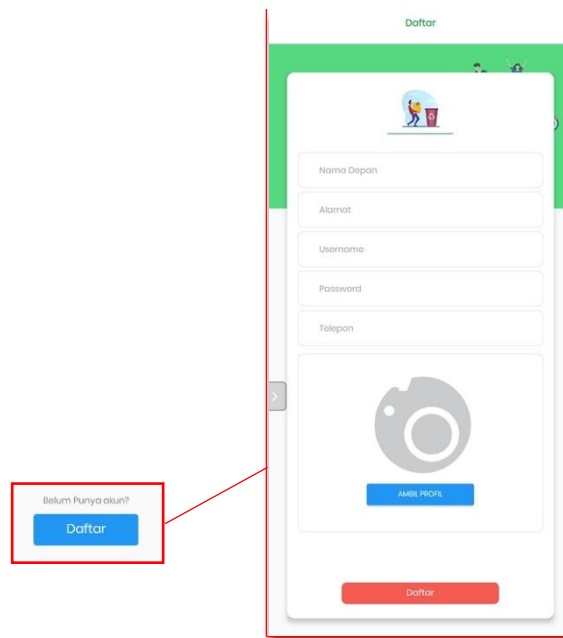 Daftar
Nama Depan
Alamat
Username
Password
Telepon
AMBIL PROFIL
Belum Punya akun?
Daftar
Daftar